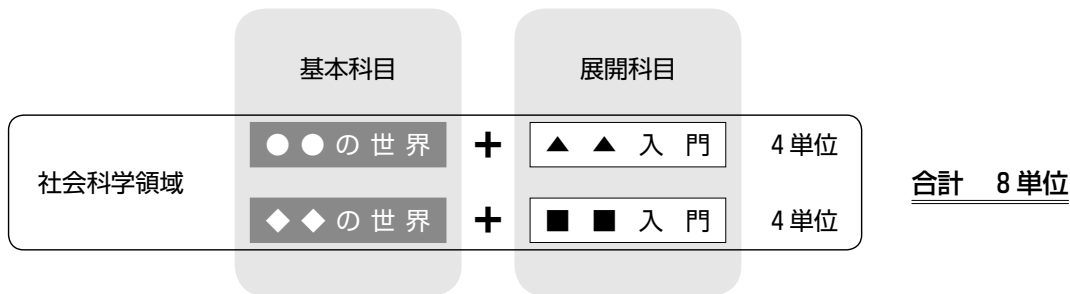 基本科目 展開科目
●●の世界 + ▲▲入門 4単位
社会科学領域 合計 8単位
◆◆の世界 + ■■入門 4単位